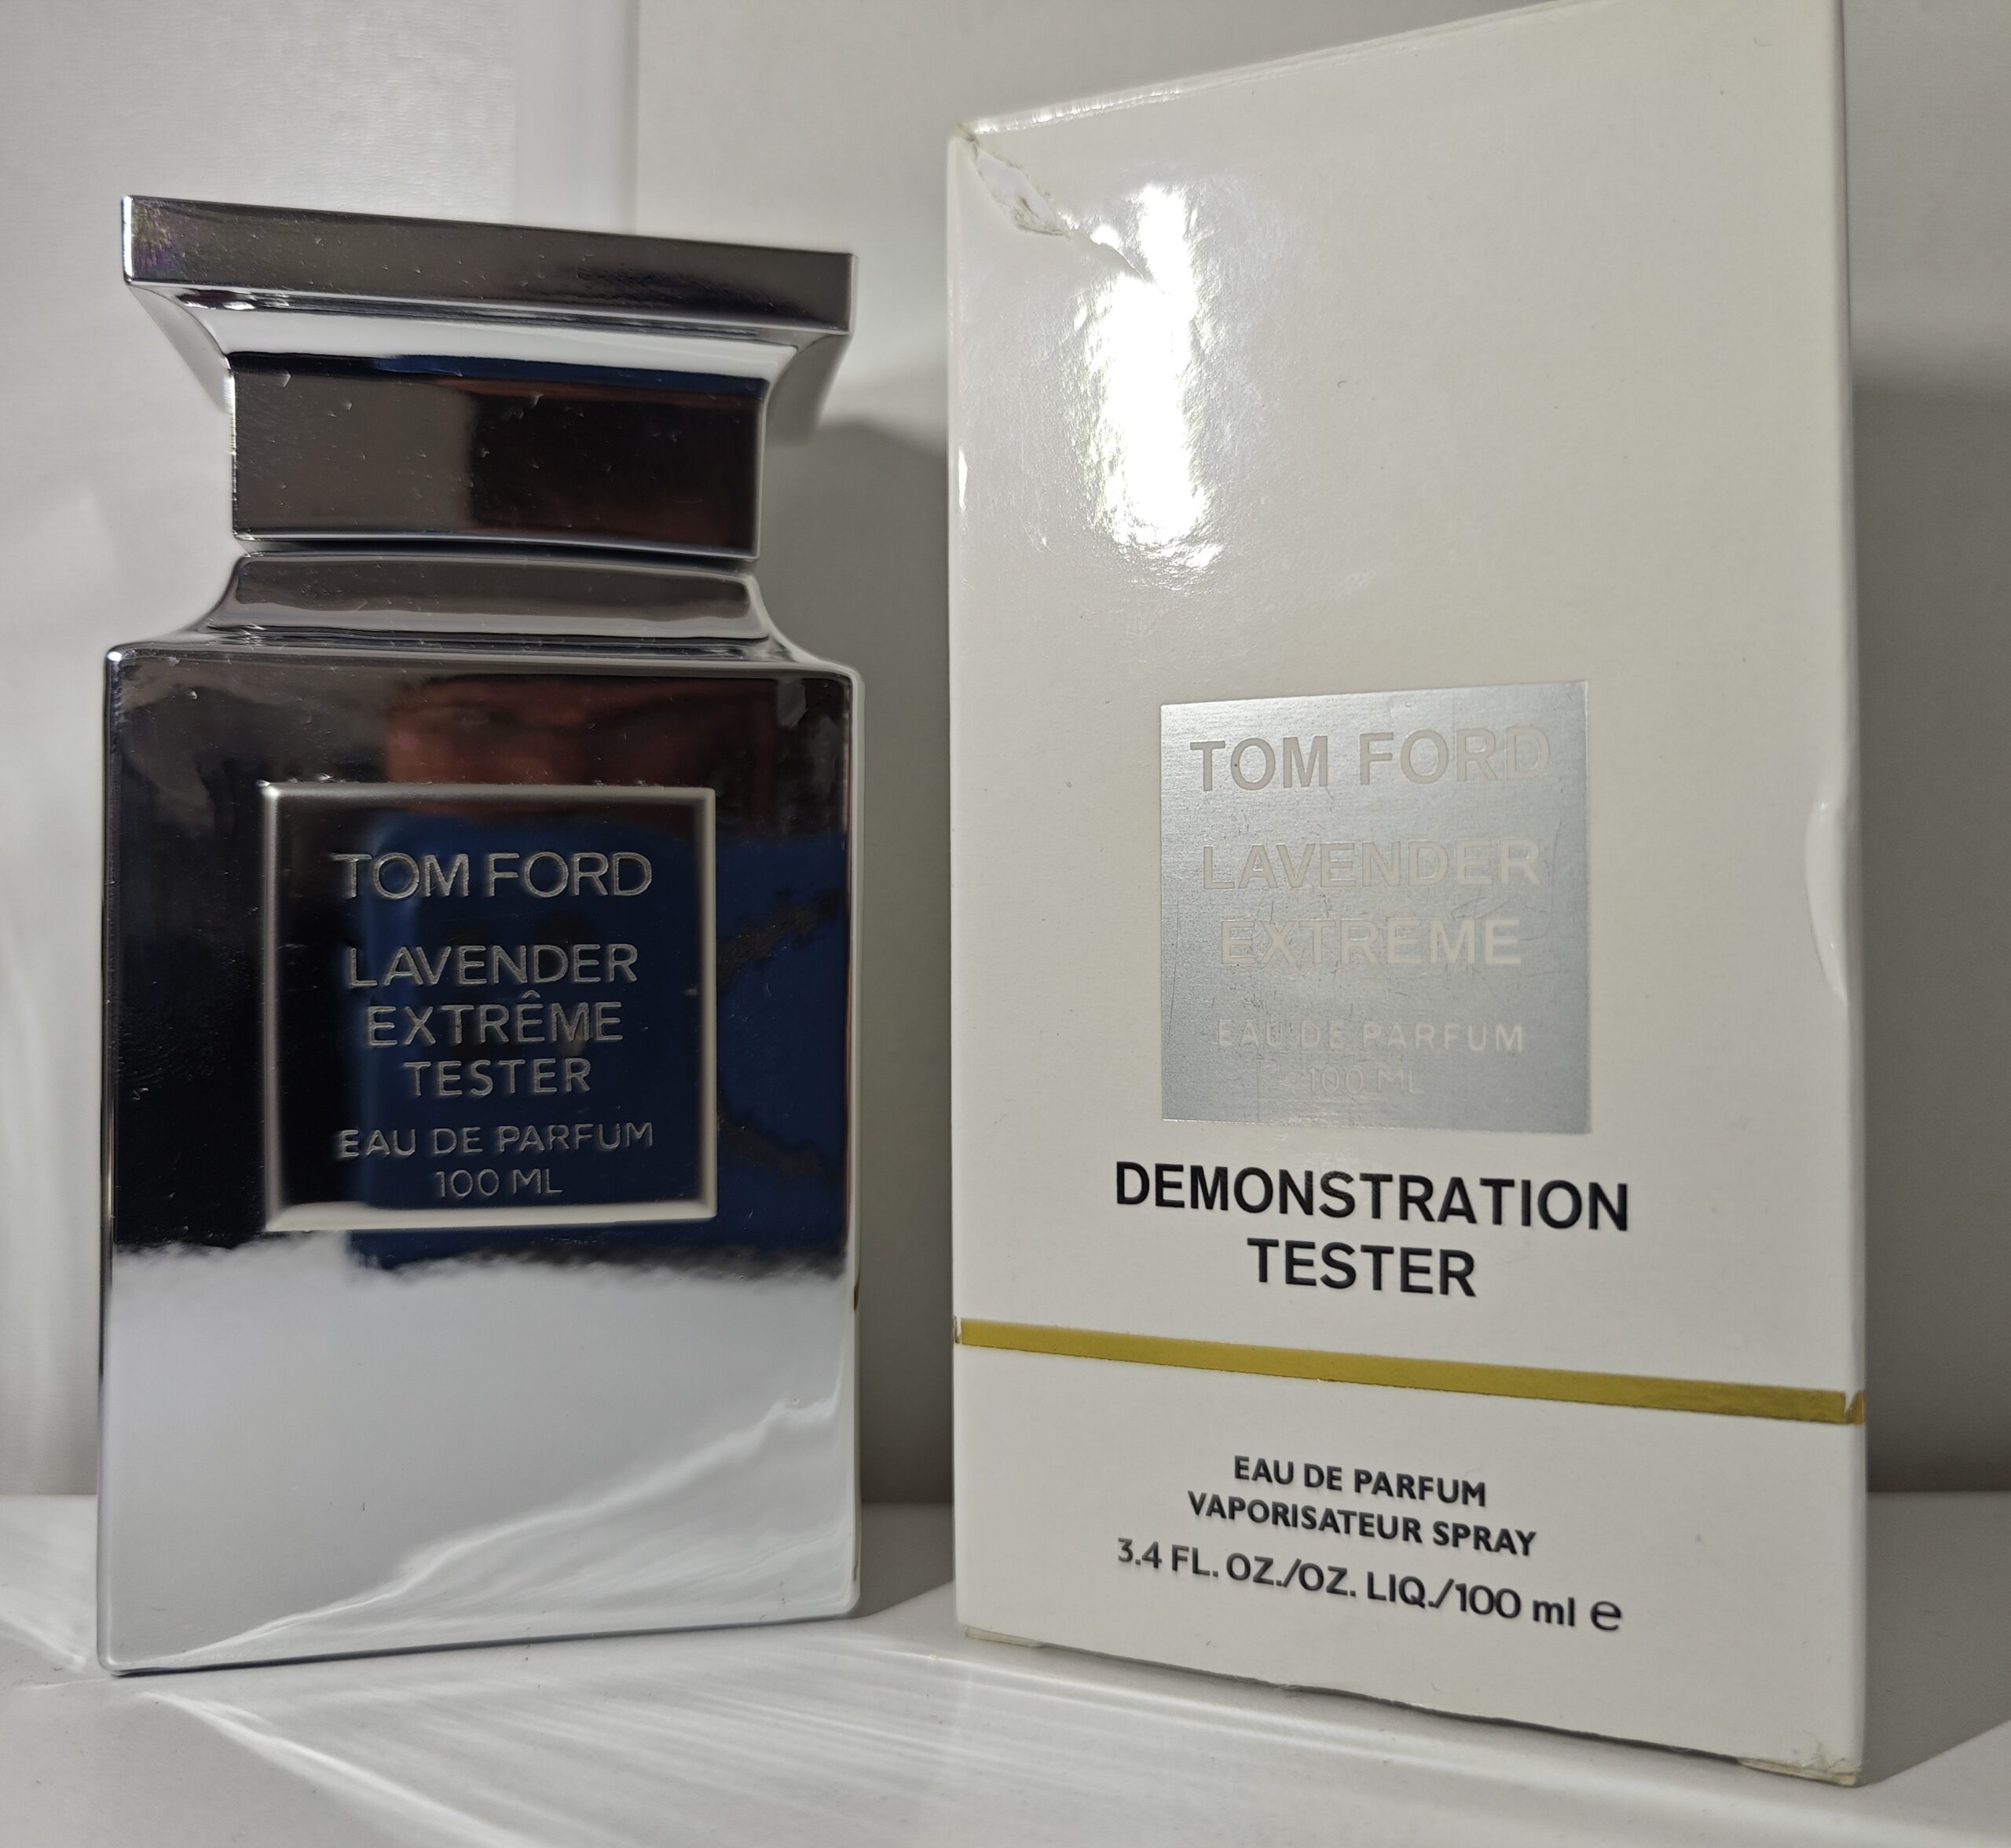 TOM FORD
LAVENDER
EXTRÊME
TESTER
EAU DE PARFUM
100 ML
TOM FORD
LAVENDER
EXTRÊME
EAU DE PARFUM
100 ML
DEMONSTRATION
TESTER
EAU DE PARFUM
VAPORISATEUR SPRAY
3.4 FL. OZ./OZ. LIQ./100 ml ℮